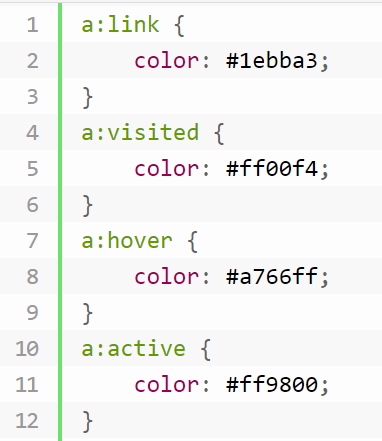 1 a:link {
2     color: #1ebba3;
3 }
4 a:visited {
5     color: #ff00f4;
6 }
7 a:hover {
8     color: #a766ff;
9 }
10 a:active {
11     color: #ff9800;
12 }